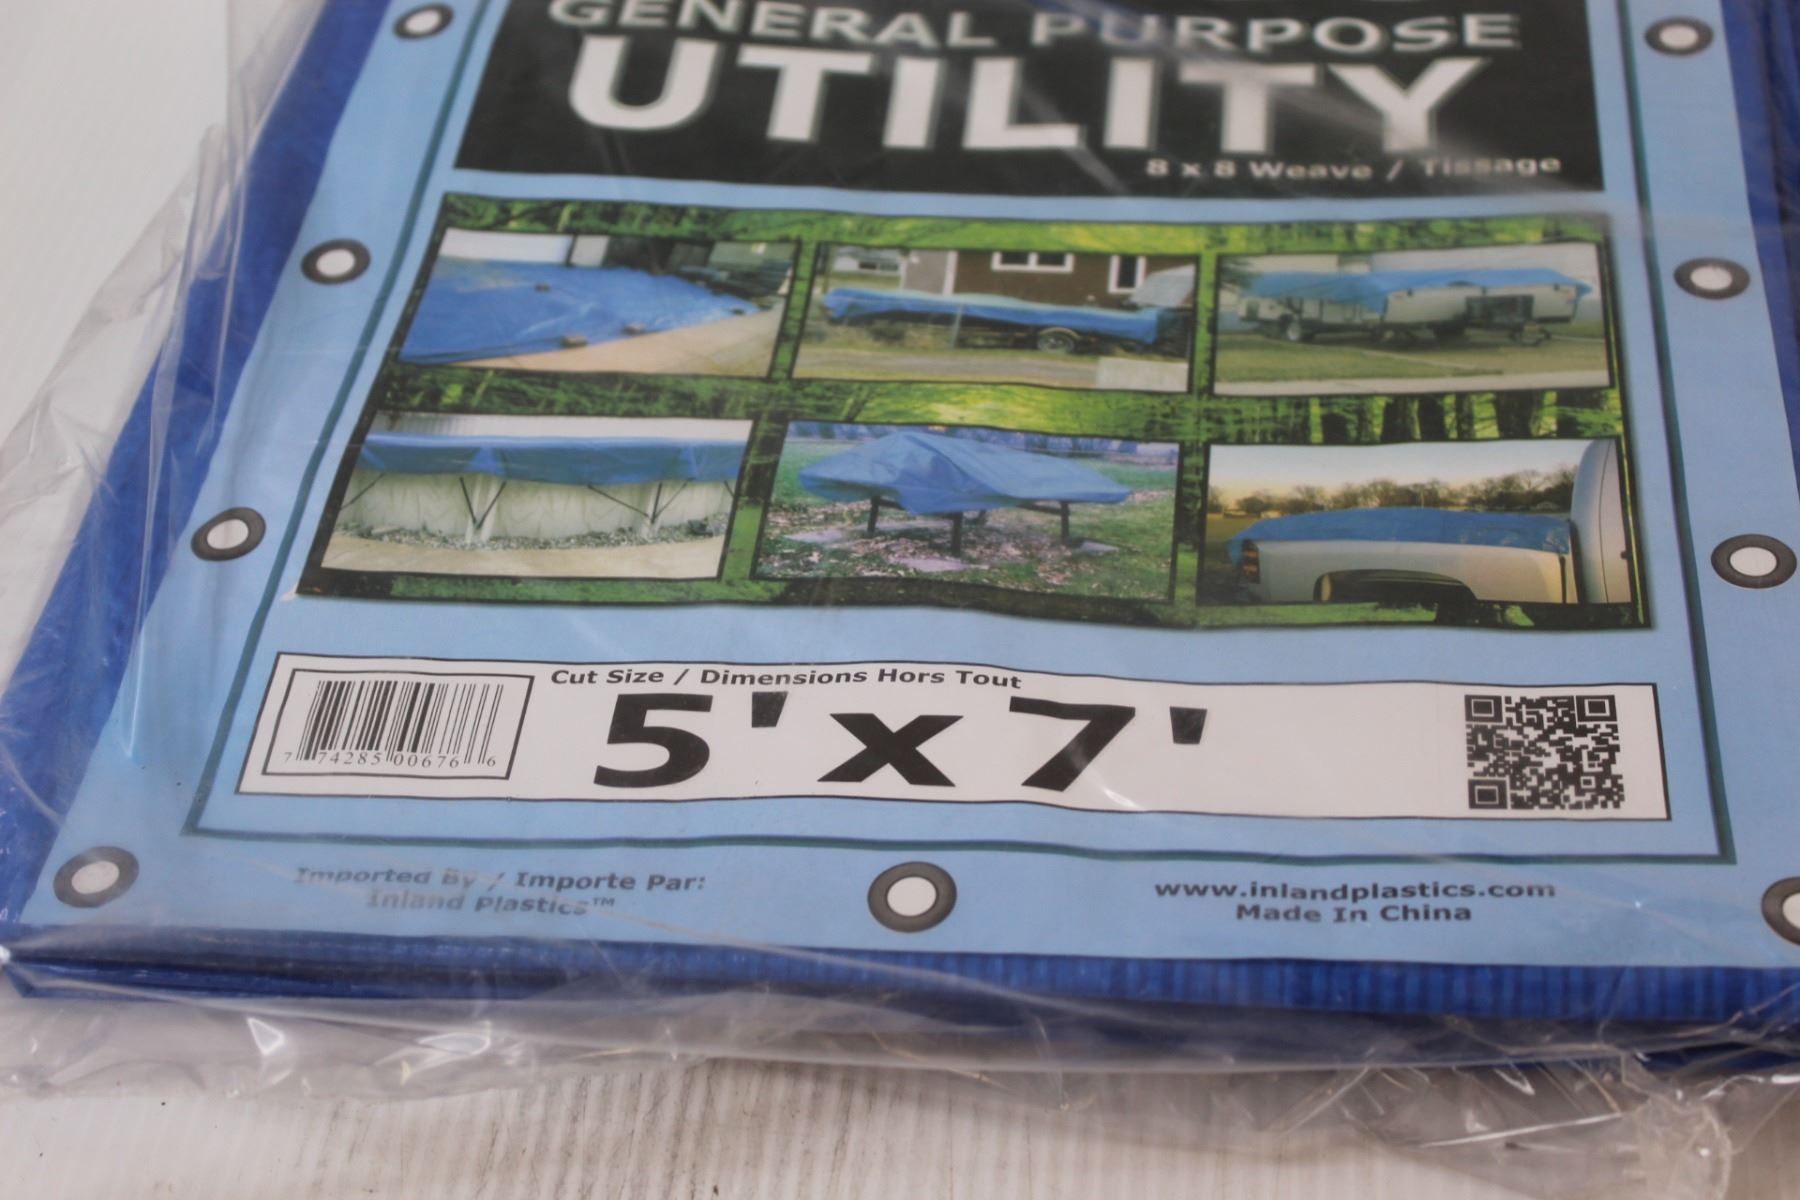 GENERAL PURPOSE
UTILITY
8 x 8 Weave / Tissage
Cut Size / Dimensions Hors Tout
5' x 7'
7 74285 00676 6
Imported By / Importe Par:
Inland Plastics™
www.inlandplastics.com
Made In China